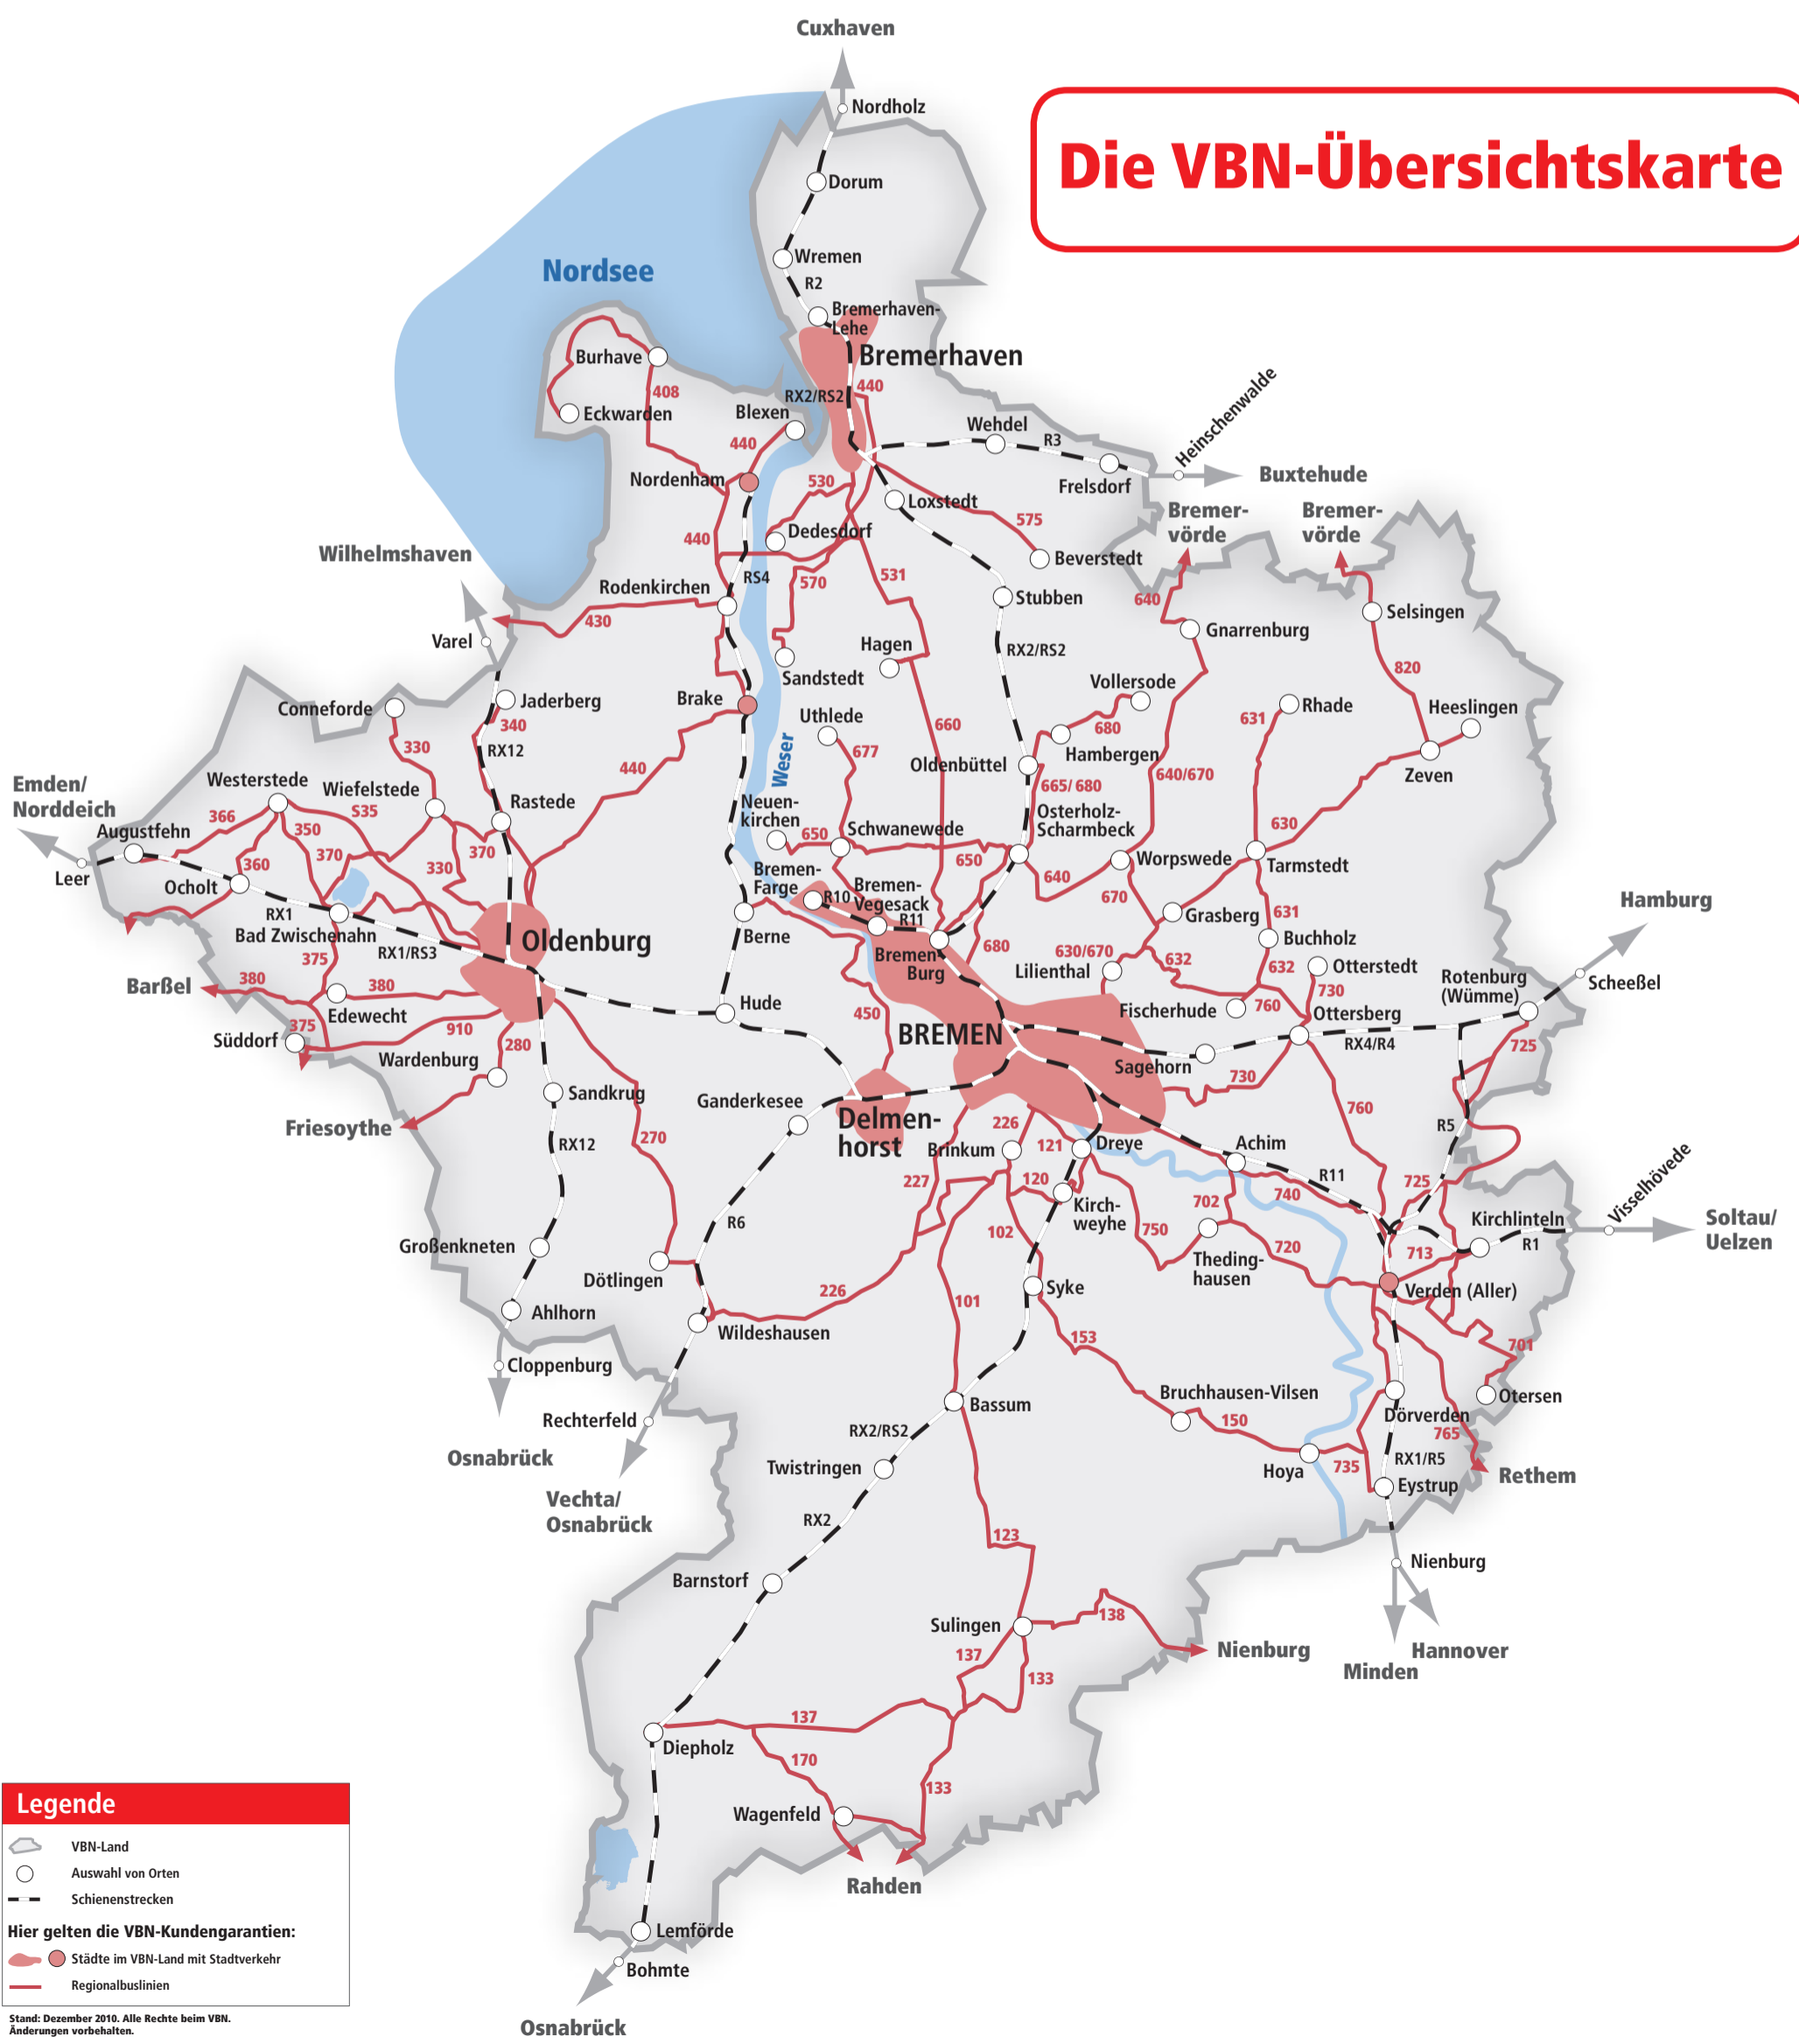 Cuxhaven
Nordholz
Die VBN-Übersichtskarte
Dorum
Wremen
Nordsee
R2
Bremerhaven-
Lehe
Burhave
Bremerhaven
408
RX2/RS2
440
Eckwarden
Blexen
Wehdel
R3
Heinschenwalde
440
Nordenham
530
Frelsdorf
Buxtehude
Loxstedt
Bremer-
vörde
Bremer-
vörde
575
Dedesdorf
440
Wilhelmshaven
Beverstedt
RS4
570
531
Rodenkirchen
Stubben
640
Selsingen
430
Gnarrenburg
Varel
Hagen
RX2/RS2
Sandstedt
820
Vollersode
Conneforde
Jaderberg
Brake
Uthlede
680
631
Rhade
Heeslingen
340
660
330
RX12
677
Hambergen
Weser
Oldenbüttel
Zeven
440
640/670
Emden/
Norddeich
Westerstede
Wiefelstede
665/ 680
Rastede
Neuen-
kirchen
366
S35
Osterholz-
Scharmbeck
Augustfehn
350
650
Schwanewede
630
370
370
360
650
Worpswede
Tarmstedt
330
Leer
Ocholt
Bremen-
Farge
R10
Bremen-
Vegesack
640
670
Hamburg
RX1
R11
Grasberg
631
Bad Zwischenahn
Oldenburg
Berne
Buchholz
RX1/RS3
680
630/670
375
Bremen-
Burg
Lilienthal
632
632
Otterstedt
Rotenburg
(Wümme)
Barßel
380
380
730
Scheeßel
Hude
Edewecht
450
Fischerhude
760
Ottersberg
375
910
BREMEN
Süddorf
280
RX4/R4
725
Wardenburg
Sagehorn
730
Sandkrug
Ganderkesee
760
Friesoythe
Delmen-
horst
226
R5
270
RX12
Brinkum
121
Dreye
Achim
R11
227
120
725
702
740
Kirch-
weyhe
Visselhövede
R6
102
750
Kirchlinteln
Soltau/
Uelzen
R1
Großenkneten
720
713
Theding-
hausen
Dötlingen
226
Syke
Verden (Aller)
101
Ahlhorn
Wildeshausen
153
701
Cloppenburg
Bruchhausen-Vilsen
Otersen
Rechterfeld
Bassum
Dörverden
RX2/RS2
150
765
Osnabrück
Twistringen
Hoya
735
RX1/R5
Rethem
Eystrup
Vechta/
Osnabrück
RX2
123
Nienburg
Barnstorf
138
Sulingen
137
Nienburg
Hannover
133
Minden
137
Diepholz
170
133
Wagenfeld
Rahden
Lemförde
Bohmte
Osnabrück
Legende
VBN-Land
Auswahl von Orten
Schienenstrecken
Hier gelten die VBN-Kundengarantien:
Städte im VBN-Land mit Stadtverkehr
Regionalbuslinien
Stand: Dezember 2010. Alle Rechte beim VBN.
Änderungen vorbehalten.